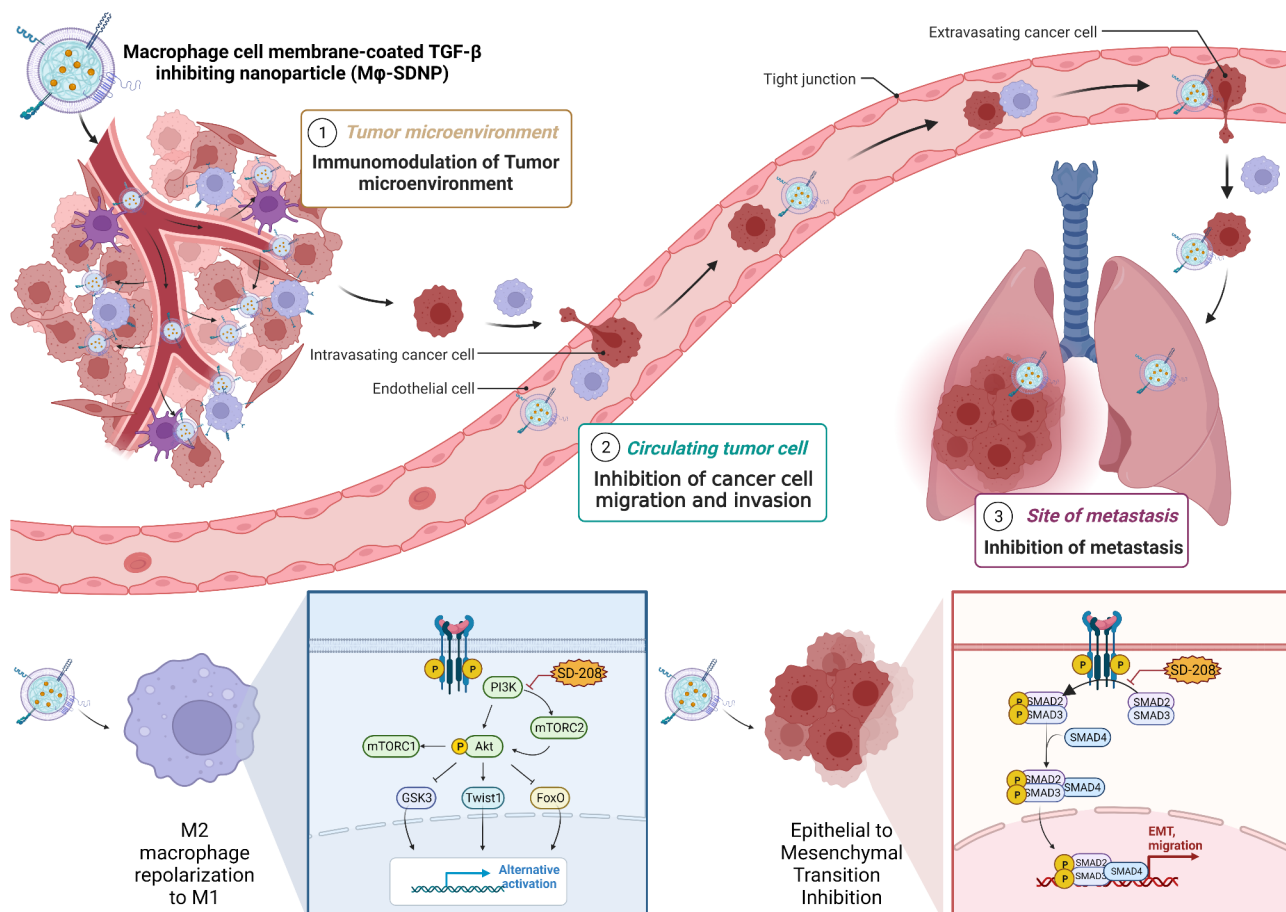 Macrophage cell membrane-coated TGF-β
inhibiting nanoparticle (Mφ-SDNP)
Extravasating cancer cell
Tight junction
1 Tumor microenvironment
Immunomodulation of Tumor
microenvironment
Intravasating cancer cell
Endothelial cell
2 Circulating tumor cell
Inhibition of cancer cell
migration and invasion
3 Site of metastasis
Inhibition of metastasis
M2
macrophage
repolarization
to M1
P
P
SD-208
PI3K
mTORC2
mTORC1
P
Akt
GSK3
Twist1
FoxO
Alternative
activation
Epithelial to
Mesenchymal
Transition
Inhibition
P
P
SD-208
P
SMAD2
P
SMAD3
SMAD2
SMAD3
SMAD4
P
SMAD2
P
SMAD3
SMAD4
EMT,
migration
P
SMAD2
P
SMAD3
SMAD4